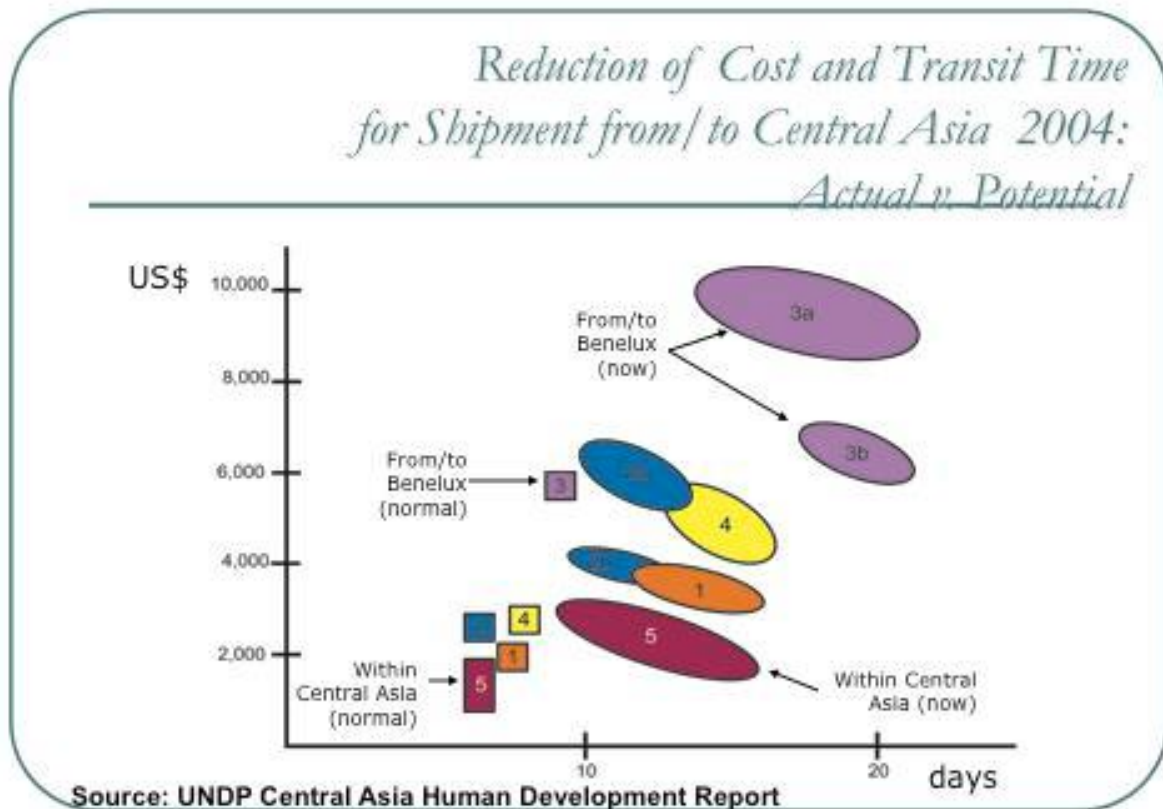 Reduction of Cost and Transit Time
for Shipment from/to Central Asia 2004:
Actual v. Potential
US$
10,000
8,000
6,000
4,000
2,000
From/to
Benelux
(now)
3a
3b
From/to
Benelux
(normal)
3
4
1
5
4
1
5
Within
Central Asia
(normal)
Within Central
Asia (now)
10
20
days
Source: UNDP Central Asia Human Development Report